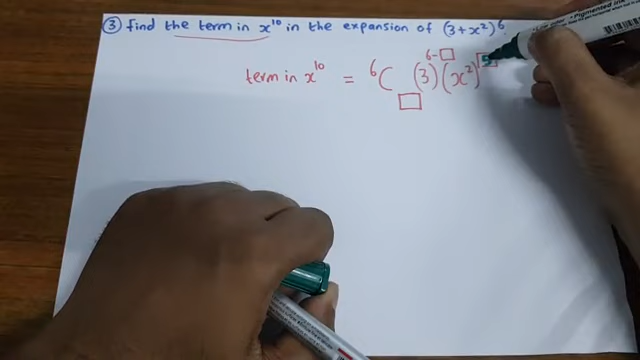 ③ find the term in x¹⁰ in the expansion of (3 + x²)⁶
term in x¹⁰ = ⁶C□ (3)⁶⁻□ (x²)⁵